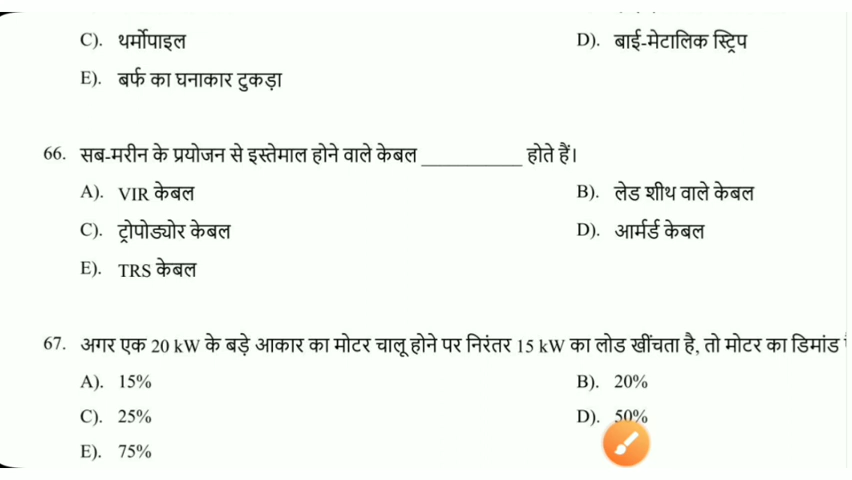 C). थर्मोपाइल D). बाई-मेटालिक स्ट्रिप
E). बर्फ का घनाकार टुकड़ा
66. सब-मरीन के प्रयोजन से इस्तेमाल होने वाले केबल __________ होते हैं।
A). VIR केबल B). लेड शीथ वाले केबल
C). ट्रोपोड्योर केबल D). आर्मर्ड केबल
E). TRS केबल
67. अगर एक 20 kW के बड़े आकार का मोटर चालू होने पर निरंतर 15 kW का लोड खींचता है, तो मोटर का डिमांड
A). 15% B). 20%
C). 25% D). 50%
E). 75%